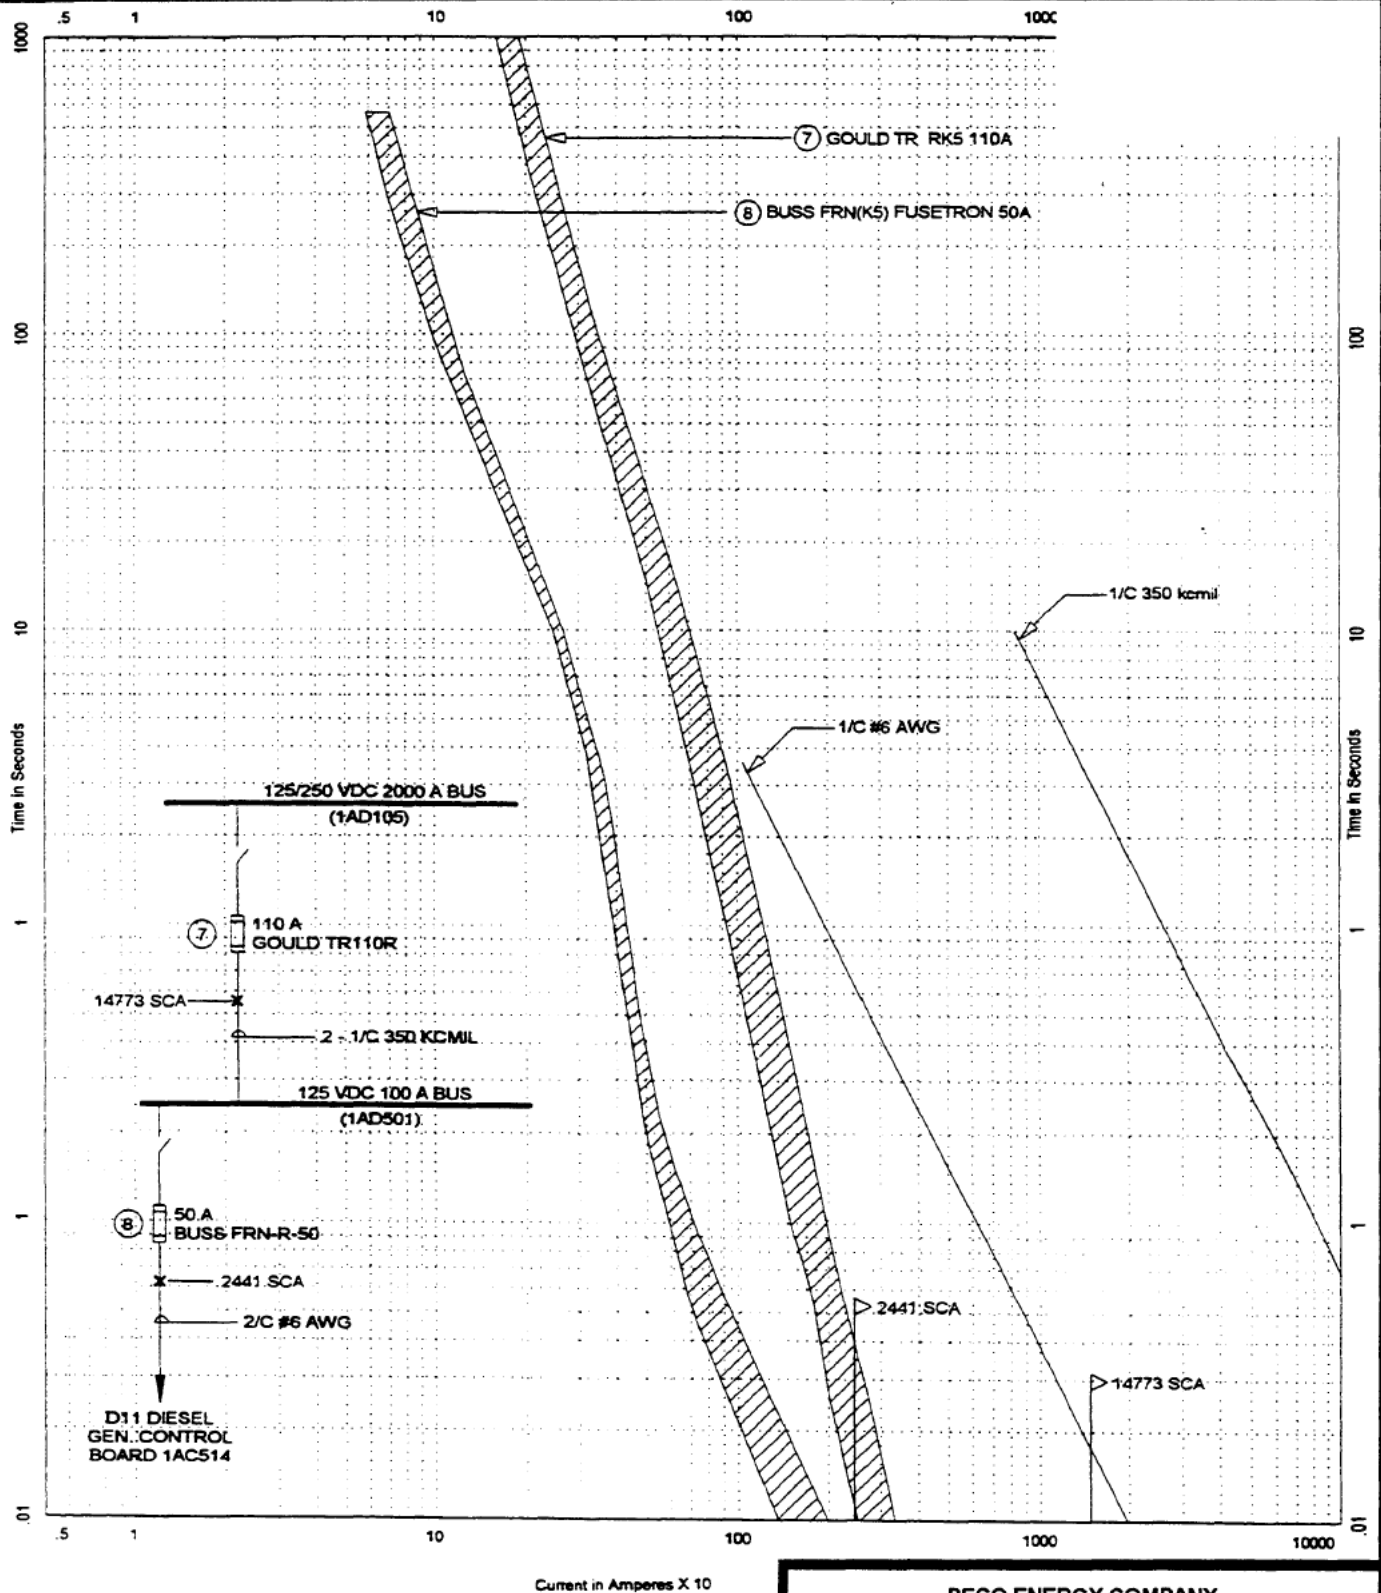 .5 1 10 100 1000
1000
7 GOULD TR RK5 110A
8 BUSS FRN(K5) FUSETRON 50A
100
100
1/C 350 kcmil
10
10
1/C #6 AWG
Time in Seconds
Time in Seconds
125/250 VDC 2000 A BUS
(1AD105)
1
1
7
110 A
GOULD TR110R
14773 SCA
2 - 1/C 350 KCMIL
125 VDC 100 A BUS
(1AD501)
1
1
8
50 A
BUSS FRN-R-50
2441 SCA
2441 SCA
2/C #6 AWG
14773 SCA
D11 DIESEL
GEN. CONTROL
BOARD 1AC514
.01
.01
.5 1 10 100 1000 10000
Current in Amperes X 10
PECO ENERGY COMPANY